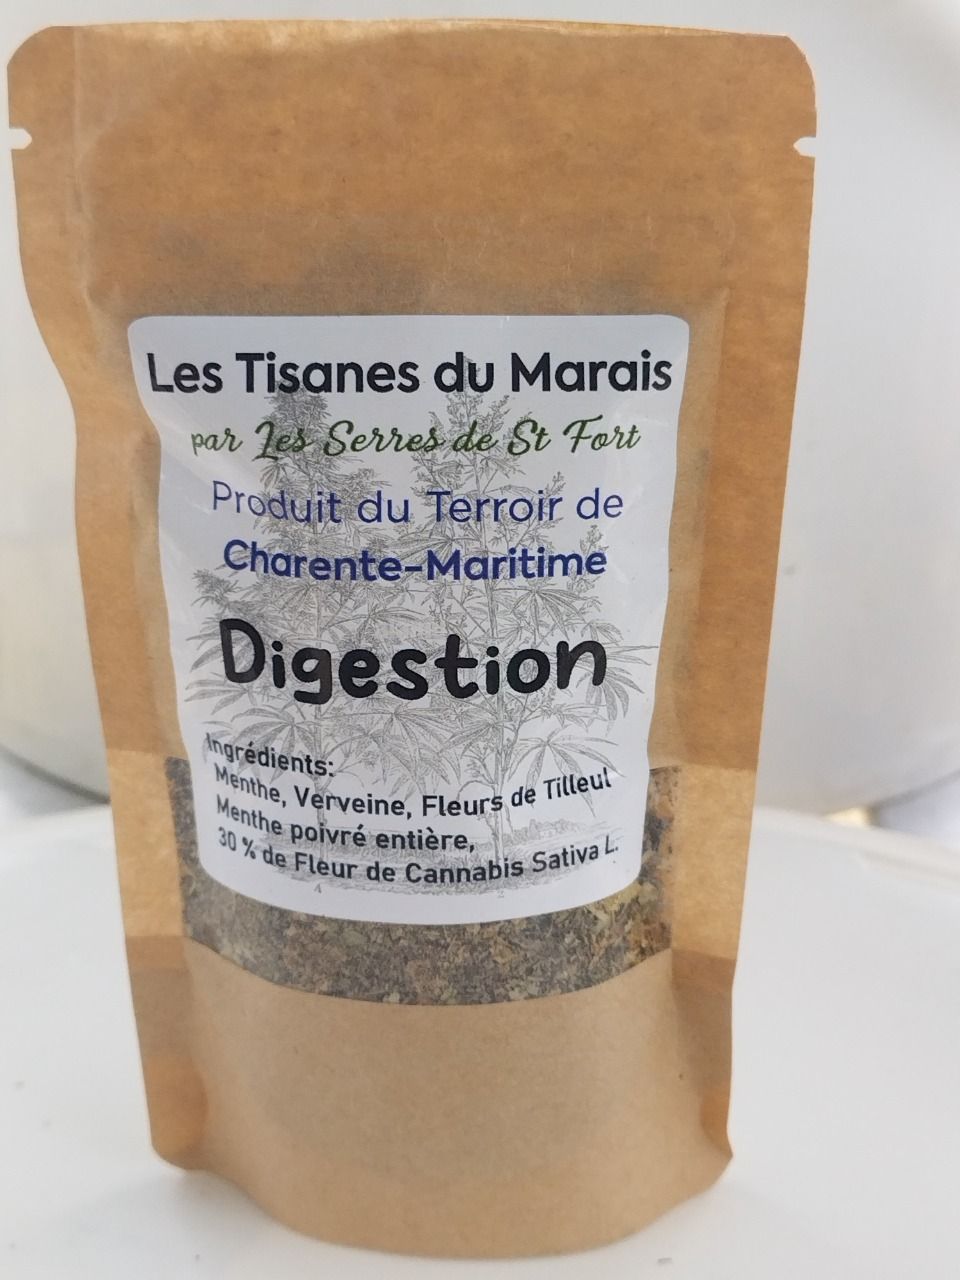 Les Tisanes du Marais
par Les Serres de St Fort
Produit du Terroir de
Charente-Maritime
Digestion
Ingrédients:
Menthe, Verveine, Fleurs de Tilleul
Menthe poivré entière,
30 % de Fleur de Cannabis Sativa L.